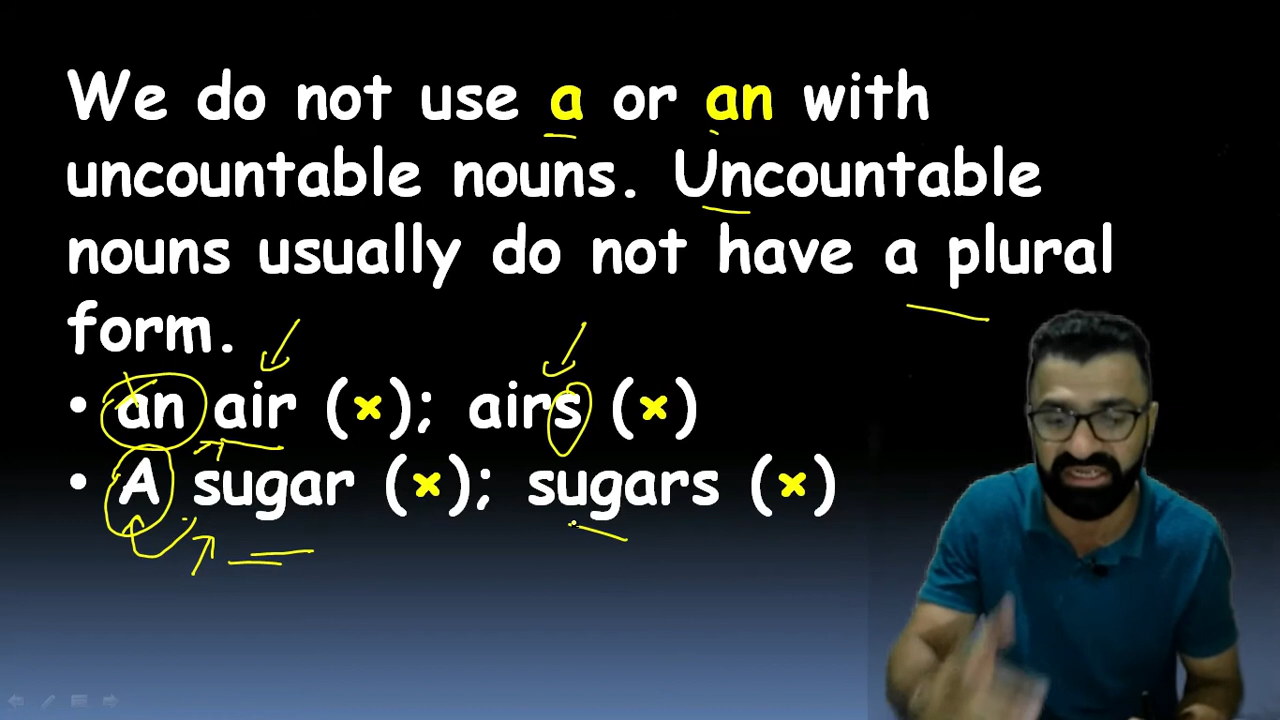 We do not use a or an with
uncountable nouns. Uncountable
nouns usually do not have a plural
form.
• an air (×); airs (×)
• A sugar (×); sugars (×)